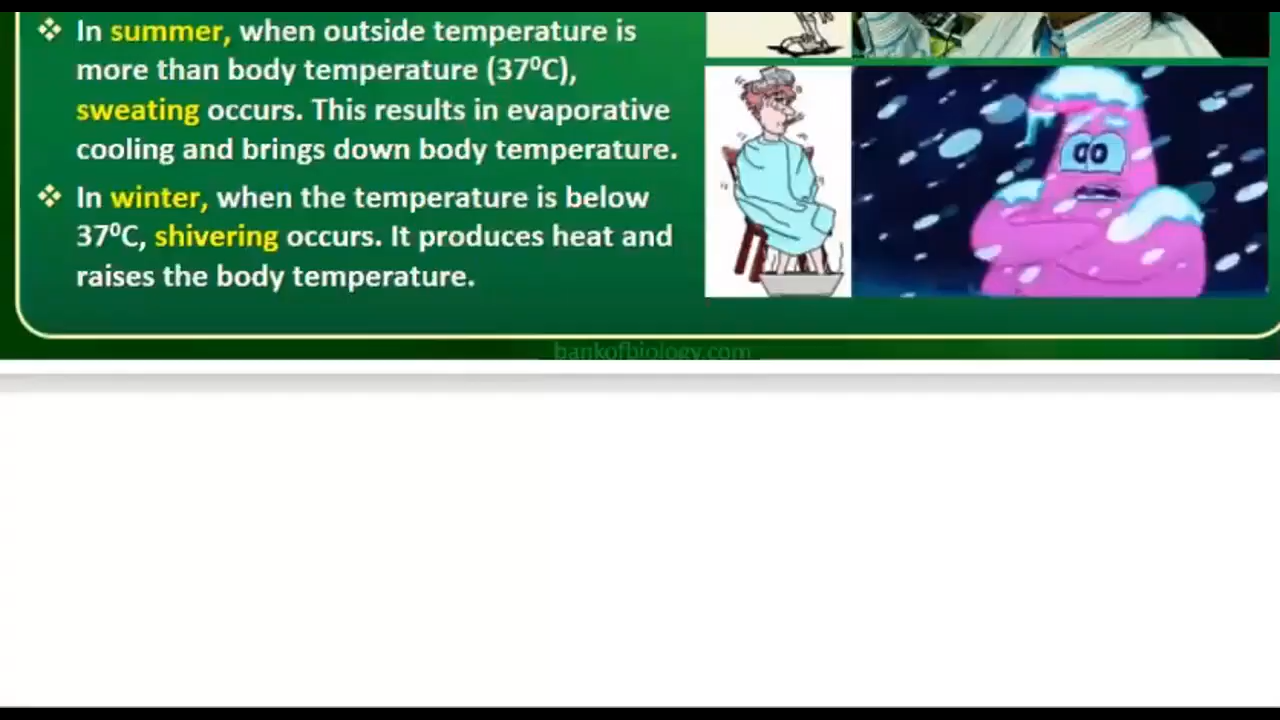 ❖ In summer, when outside temperature is
more than body temperature (37⁰C),
sweating occurs. This results in evaporative
cooling and brings down body temperature.
❖ In winter, when the temperature is below
37⁰C, shivering occurs. It produces heat and
raises the body temperature.
bankofbiology.com